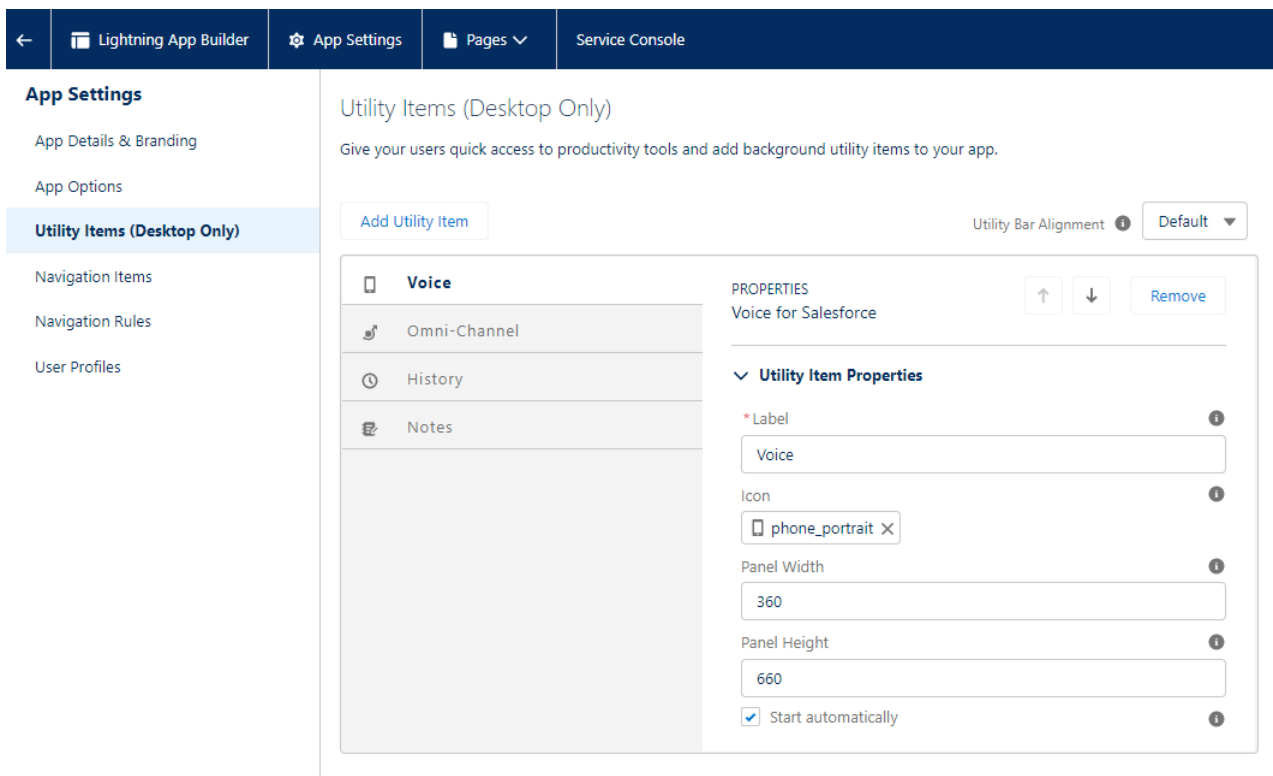 Lightning App Builder App Settings Pages Service Console
App Settings
App Details & Branding
App Options
Utility Items (Desktop Only)
Navigation Items
Navigation Rules
User Profiles
Utility Items (Desktop Only)
Give your users quick access to productivity tools and add background utility items to your app.
Add Utility Item
Utility Bar Alignment Default
Voice
Omni-Channel
History
Notes
PROPERTIES
Voice for Salesforce
Remove
Utility Item Properties
*Label
Voice
Icon
phone_portrait
Panel Width
360
Panel Height
660
Start automatically